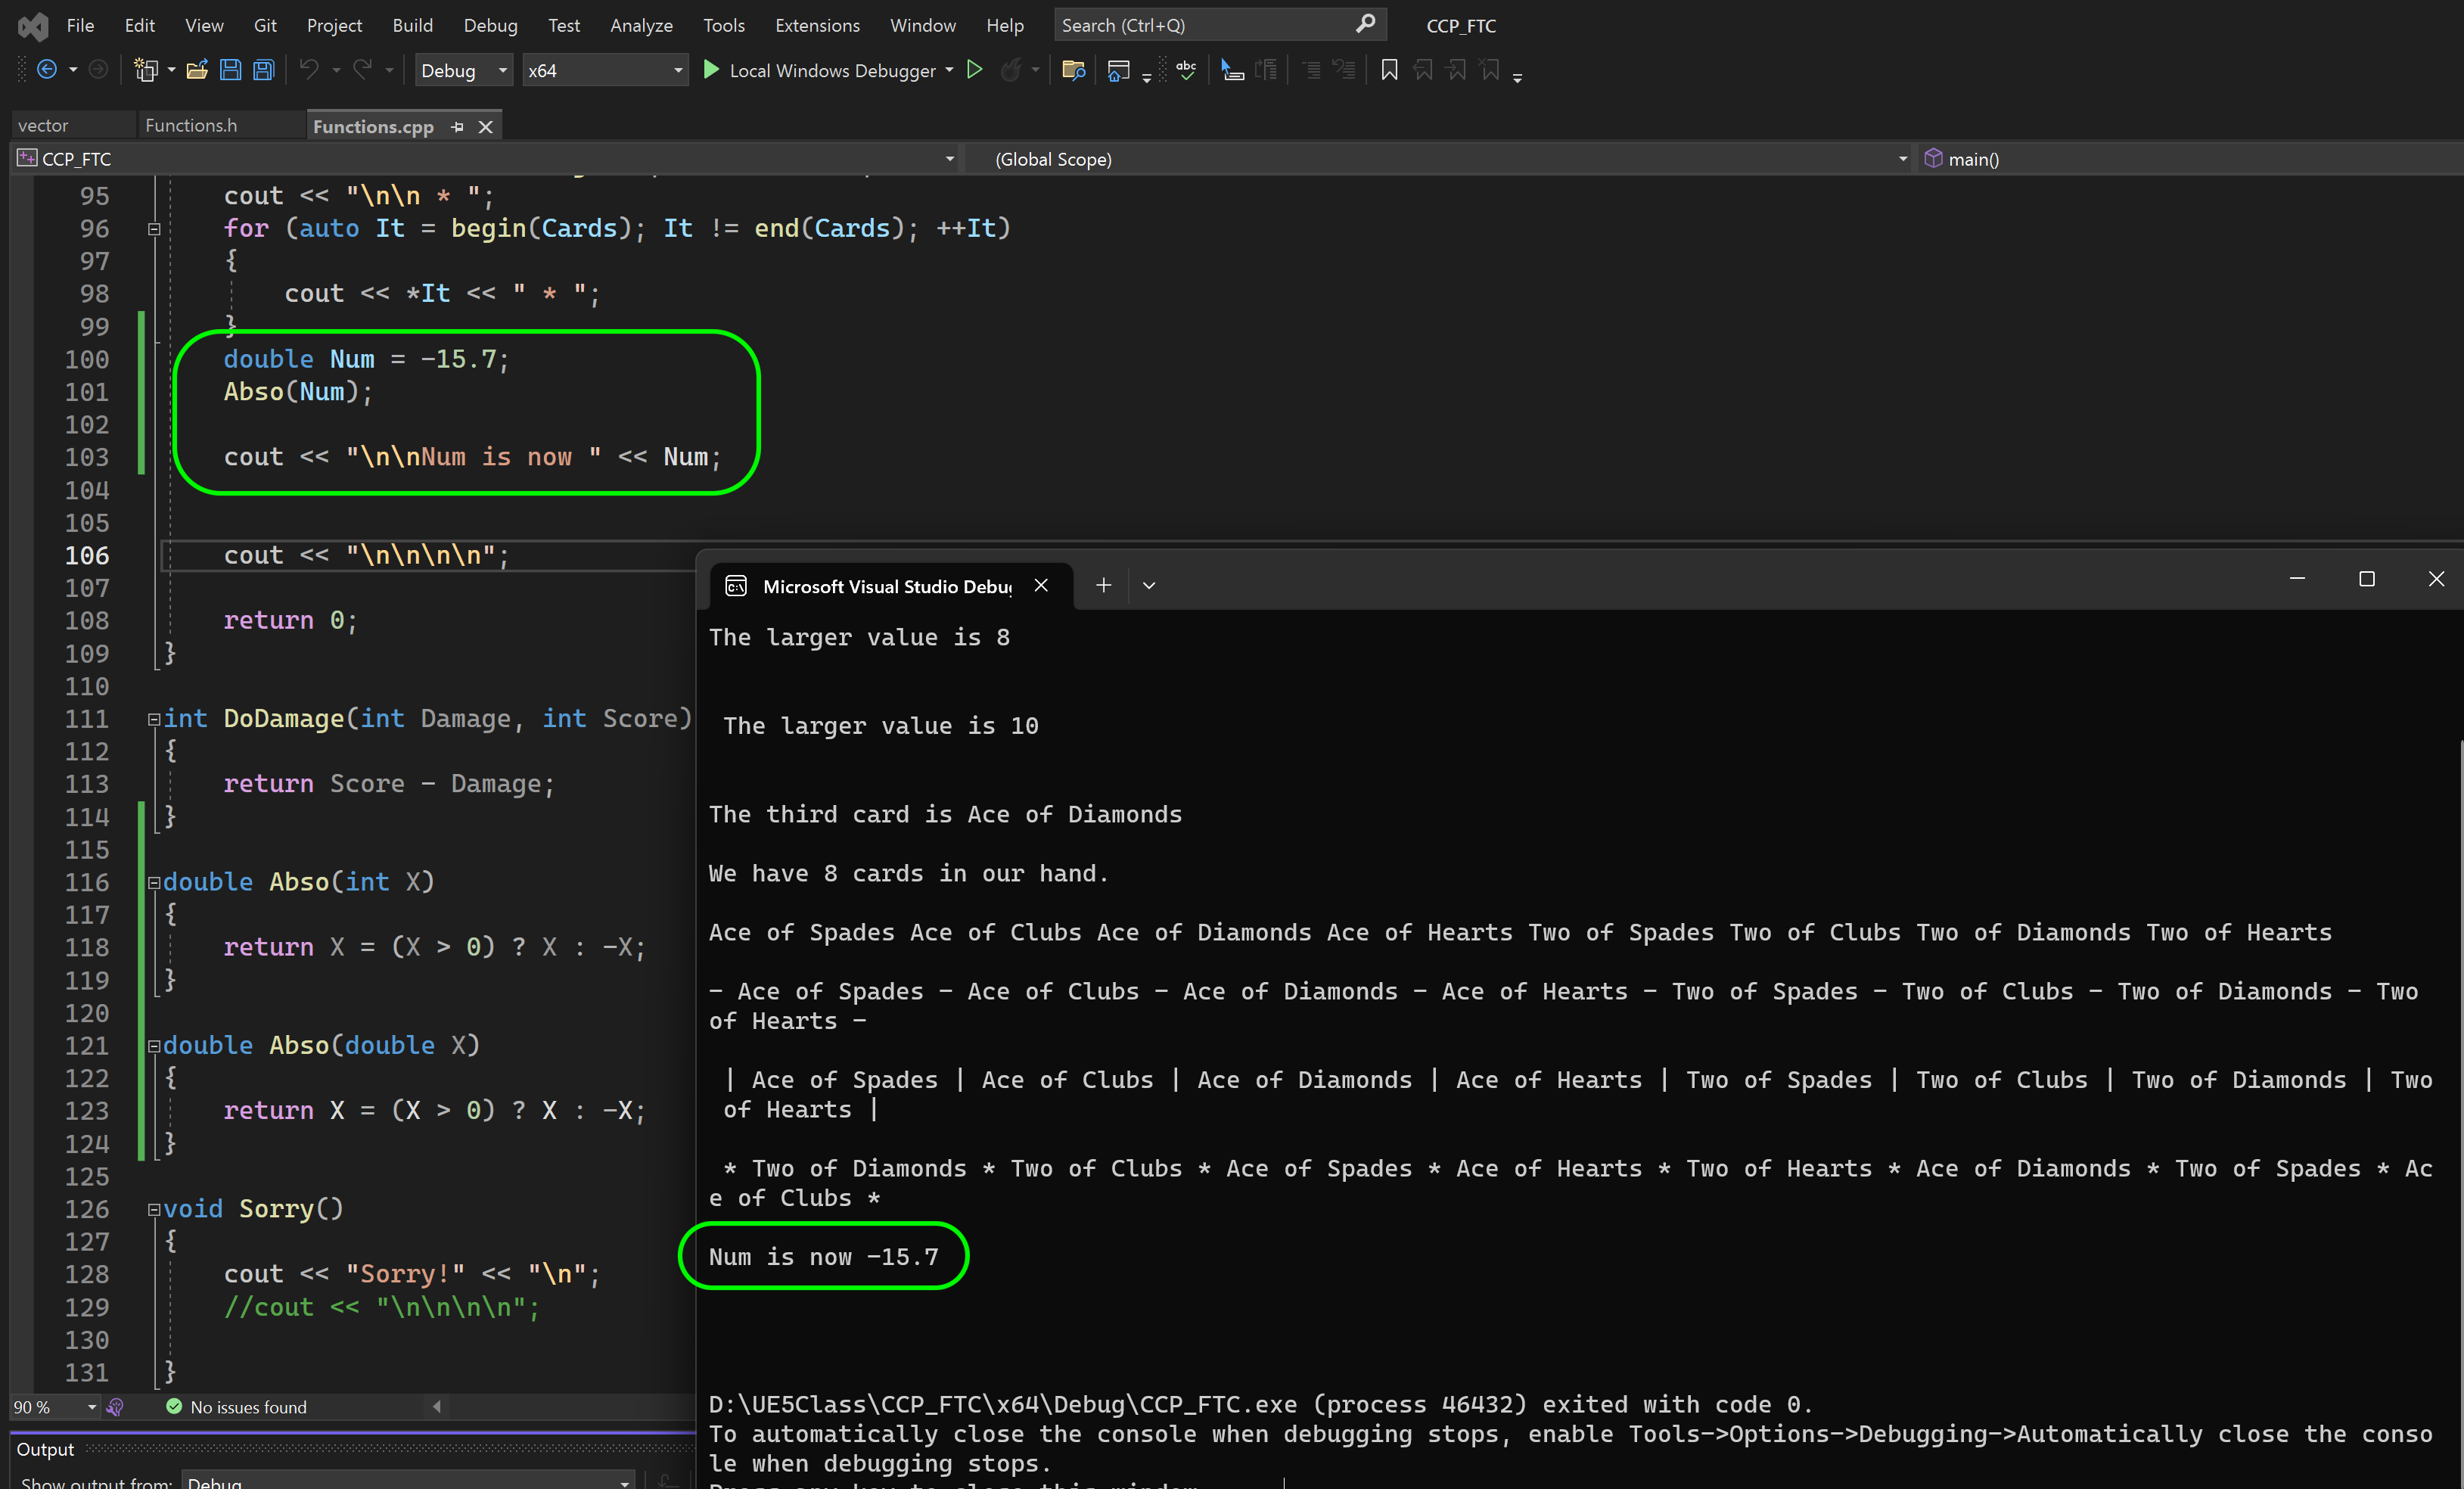 File Edit View Git Project Build Debug Test Analyze Tools Extensions Window Help Search (Ctrl+Q) CCP_FTC
Debug x64 Local Windows Debugger
vector Functions.h Functions.cpp
CCP_FTC (Global Scope) main()
95 cout << "\n\n * ";
96 for (auto It = begin(Cards); It != end(Cards); ++It)
97 {
98 cout << *It << " * ";
99 }
100 double Num = -15.7;
101 Abso(Num);
102
103 cout << "\n\nNum is now " << Num;
104
105
106 cout << "\n\n\n\n";
107
108 return 0;
109 }
110
111 int DoDamage(int Damage, int Score)
112 {
113 return Score - Damage;
114 }
115
116 double Abso(int X)
117 {
118 return X = (X > 0) ? X : -X;
119 }
120
121 double Abso(double X)
122 {
123 return X = (X > 0) ? X : -X;
124 }
125
126 void Sorry()
127 {
128 cout << "Sorry!" << "\n";
129 //cout << "\n\n\n\n";
130
131 }
90 % No issues found
Output
Show output from: Debug
Microsoft Visual Studio Debug
The larger value is 8
The larger value is 10
The third card is Ace of Diamonds
We have 8 cards in our hand.
Ace of Spades Ace of Clubs Ace of Diamonds Ace of Hearts Two of Spades Two of Clubs Two of Diamonds Two of Hearts
- Ace of Spades - Ace of Clubs - Ace of Diamonds - Ace of Hearts - Two of Spades - Two of Clubs - Two of Diamonds - Two
of Hearts -
| Ace of Spades | Ace of Clubs | Ace of Diamonds | Ace of Hearts | Two of Spades | Two of Clubs | Two of Diamonds | Two
of Hearts |
* Two of Diamonds * Two of Clubs * Ace of Spades * Ace of Hearts * Two of Hearts * Ace of Diamonds * Two of Spades * Ac
e of Clubs *
Num is now -15.7
D:\UE5Class\CCP_FTC\x64\Debug\CCP_FTC.exe (process 46432) exited with code 0.
To automatically close the console when debugging stops, enable Tools->Options->Debugging->Automatically close the conso
le when debugging stops.